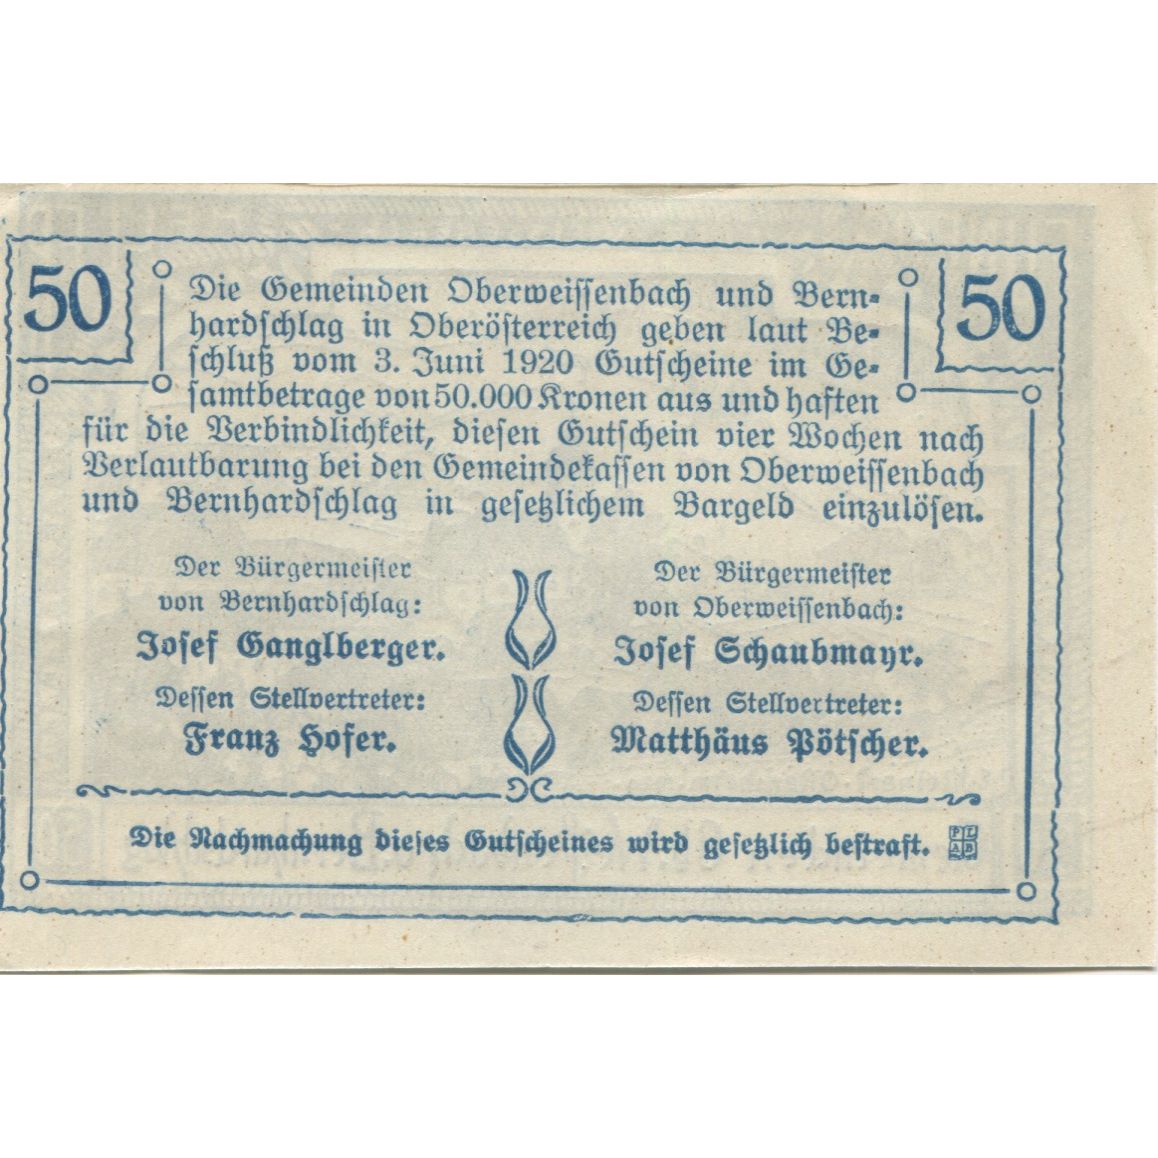 50
50
Die Gemeinden Oberweissenbach und Bern-
hardschlag in Oberösterreich geben laut Be-
schluß vom 3. Juni 1920 Gutscheine im Ge-
samtbetrage von 50.000 Kronen aus und haften
für die Verbindlichkeit, diesen Gutschein vier Wochen nach
Verlautbarung bei den Gemeindekassen von Oberweissenbach
und Bernhardschlag in gesetzlichem Bargeld einzulösen.
Der Bürgermeister
von Bernhardschlag:
Josef Ganglberger.
Dessen Stellvertreter:
Franz Hofer.
Der Bürgermeister
von Oberweissenbach:
Josef Schaubmayr.
Dessen Stellvertreter:
Matthäus Pötscher.
Die Nachmachung dieses Gutscheines wird gesetzlich bestraft.
PL
AB